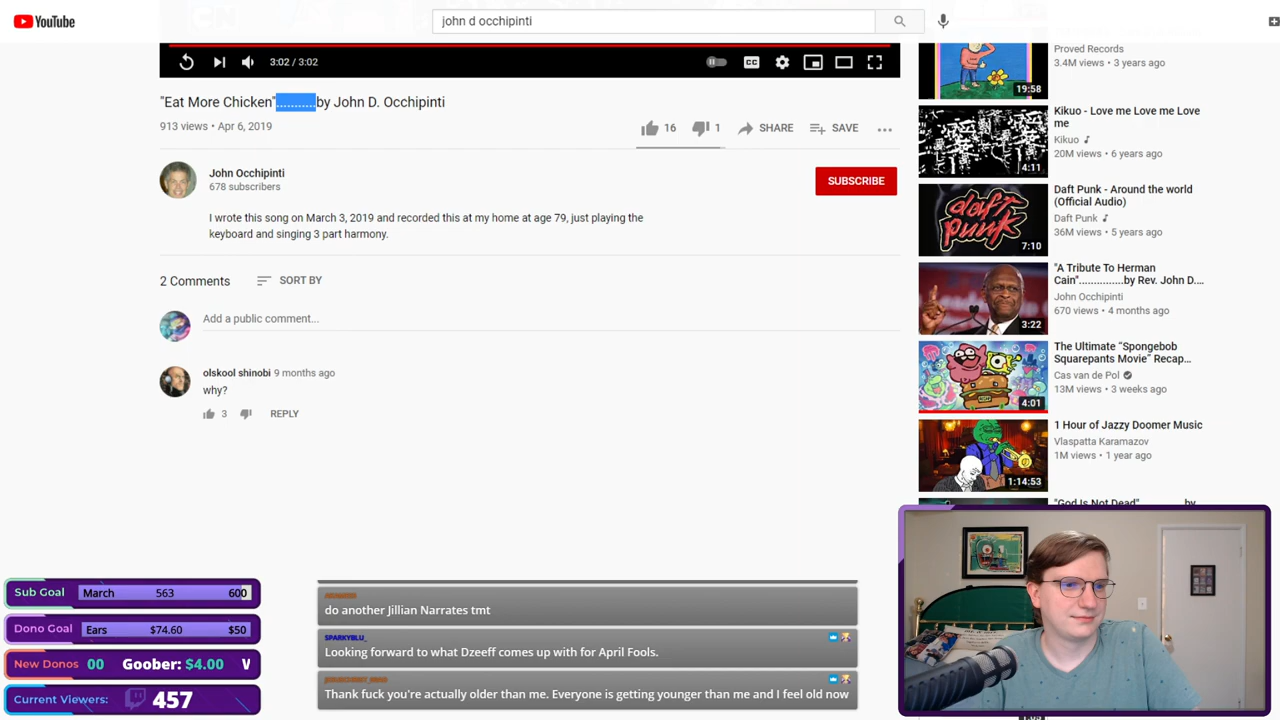 YouTube
john d occhipinti
3:02 / 3:02
CC
"Eat More Chicken"...........by John D. Occhipinti
913 views • Apr 6, 2019
16
1
SHARE
SAVE
John Occhipinti
678 subscribers
SUBSCRIBE
I wrote this song on March 3, 2019 and recorded this at my home at age 79, just playing the
keyboard and singing 3 part harmony.
2 Comments
SORT BY
Add a public comment...
olskool shinobi 9 months ago
why?
3
REPLY
Proved Records
3.4M views • 3 years ago
19:58
Kikuo - Love me Love me Love
me
Kikuo
20M views • 6 years ago
4:11
Daft Punk - Around the world
(Official Audio)
Daft Punk
36M views • 5 years ago
daft punk
7:10
"A Tribute To Herman
Cain"...............by Rev. John D....
John Occhipinti
670 views • 4 months ago
3:22
The Ultimate "Spongebob
Squarepants Movie" Recap...
Cas van de Pol
13M views • 3 weeks ago
4:01
1 Hour of Jazzy Doomer Music
Vlaspatta Karamazov
1M views • 1 year ago
1:14:53
"God Is Not Dead" by
Sub Goal
March 563 600
Dono Goal
Ears $74.60 $50
New Donos 00 Goober: $4.00
Current Viewers: 457
do another Jillian Narrates tmt
SPARKYBLU_
Looking forward to what Dzeeff comes up with for April Fools.
Thank fuck you're actually older than me. Everyone is getting younger than me and I feel old now